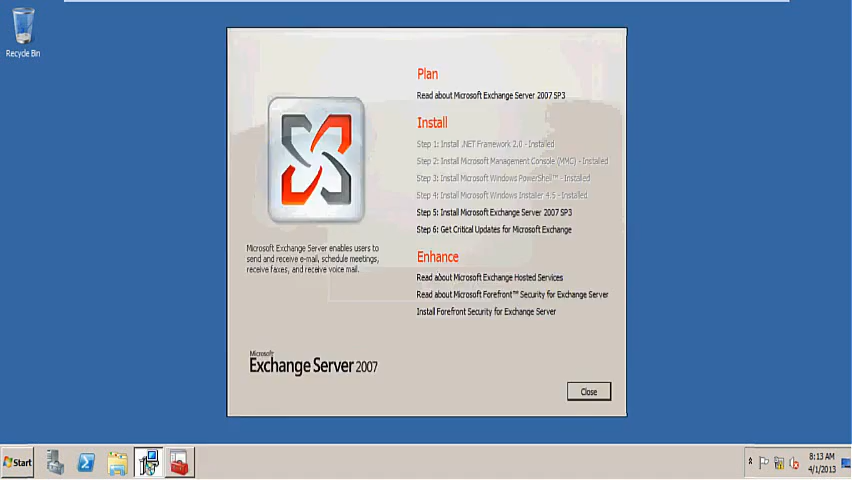 Recycle Bin
Plan
Read about Microsoft Exchange Server 2007 SP3
Install
Step 1: Install .NET Framework 2.0 - Installed
Step 2: Install Microsoft Management Console (MMC) - Installed
Step 3: Install Microsoft Windows PowerShell™ - Installed
Step 4: Install Microsoft Windows Installer 4.5 - Installed
Step 5: Install Microsoft Exchange Server 2007 SP3
Step 6: Get Critical Updates for Microsoft Exchange
Microsoft Exchange Server enables users to
send and receive e-mail, schedule meetings,
receive faxes, and receive voice mail.
Enhance
Read about Microsoft Exchange Hosted Services
Read about Microsoft Forefront™ Security for Exchange Server
Install Forefront Security for Exchange Server
Microsoft
Exchange Server 2007
Close
Start
8:13 AM
4/1/2013